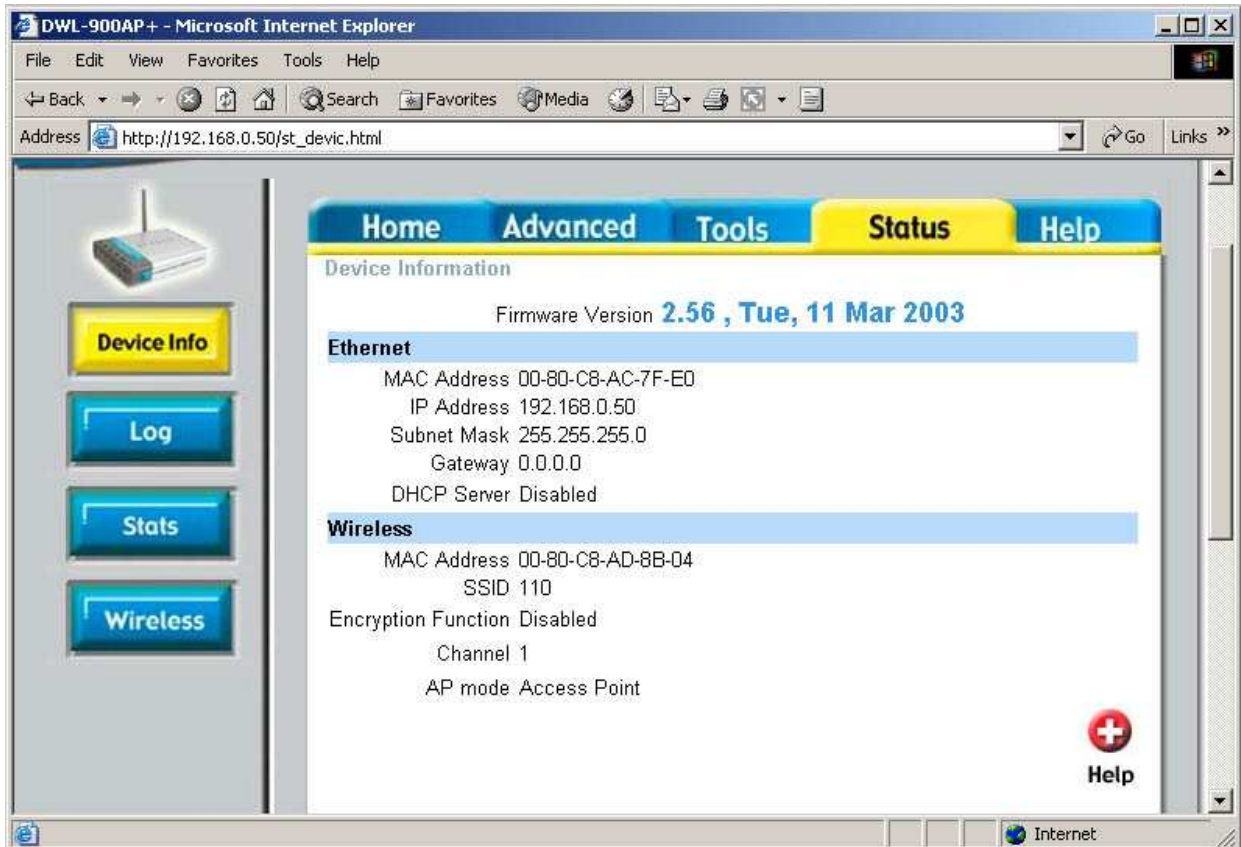 DWL-900AP+ - Microsoft Internet Explorer
File Edit View Favorites Tools Help
Back Search Favorites Media
Address http://192.168.0.50/st_devic.html Go Links »
Home Advanced Tools Status Help
Device Information
Firmware Version 2.56 , Tue, 11 Mar 2003
Ethernet
MAC Address 00-80-C8-AC-7F-E0
IP Address 192.168.0.50
Subnet Mask 255.255.255.0
Gateway 0.0.0.0
DHCP Server Disabled
Wireless
MAC Address 00-80-C8-AD-8B-04
SSID 110
Encryption Function Disabled
Channel 1
AP mode Access Point
Help
Device Info
Log
Stats
Wireless
Internet